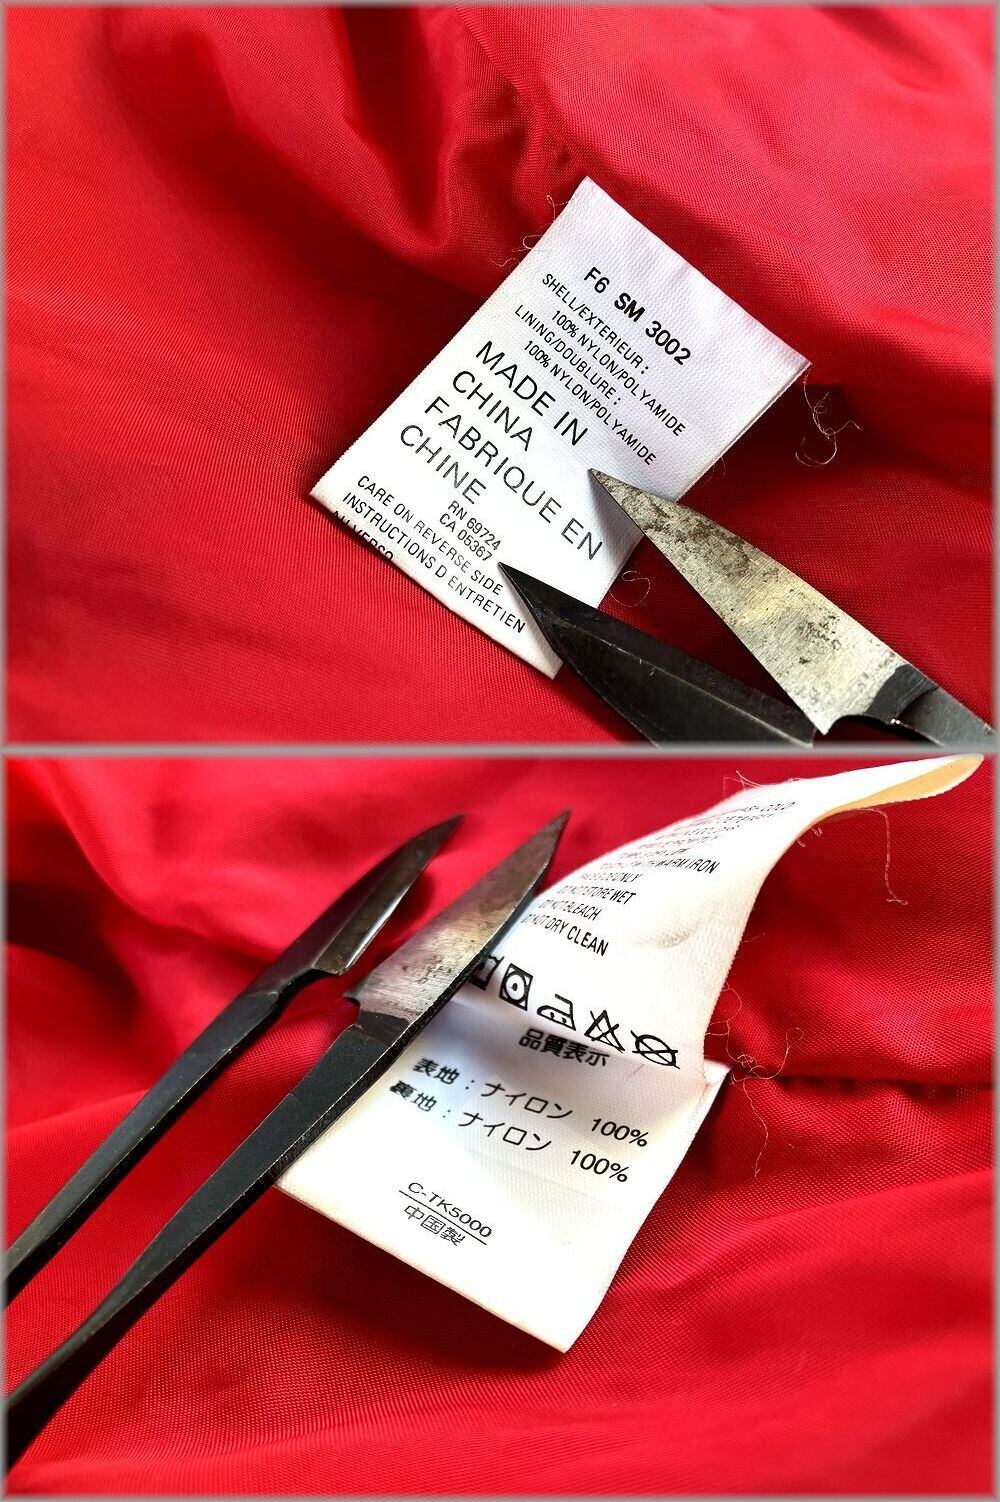 F6 SM 3002
SHELL/EXTERIEUR:
100% NYLON/POLYAMIDE
LINING/DOUBLURE:
100% NYLON/POLYAMIDE
MADE IN
CHINA
FABRIQUE EN
CHINE
RN 69724
CA 05367
CARE ON REVERSE SIDE
INSTRUCTIONS D ENTRETIEN
VERSO
COLD
WARM IRON
ONLY
DO NOT STORE WET
DO NOT BLEACH
DO NOT DRY CLEAN
品質表示
表地:ナイロン 100%
裏地:ナイロン 100%
C-TK5000
中国製